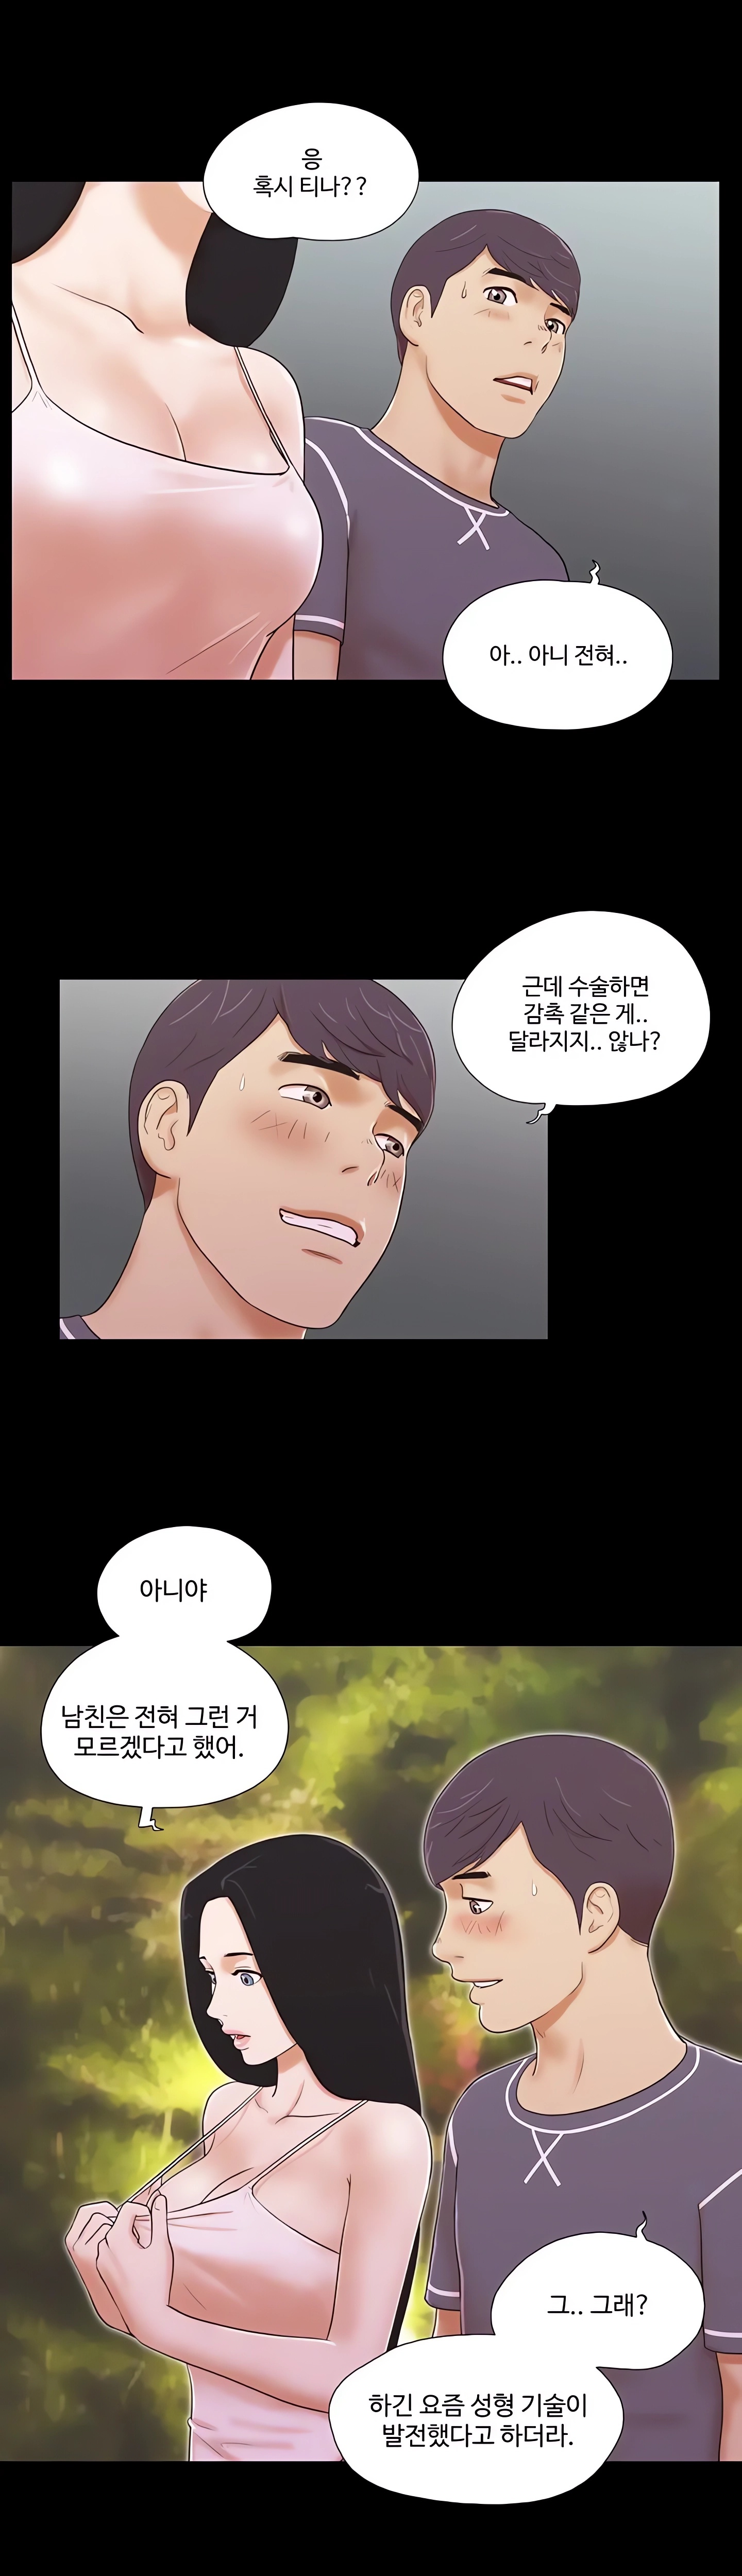 응
혹시 티나??
아.. 아니 전혀..
근데 수술하면
감촉 같은 게..
달라지지.. 않나?
아니야
남친은 전혀 그런 거
모르겠다고 했어.
그.. 그래?
하긴 요즘 성형 기술이
발전했다고 하더라.